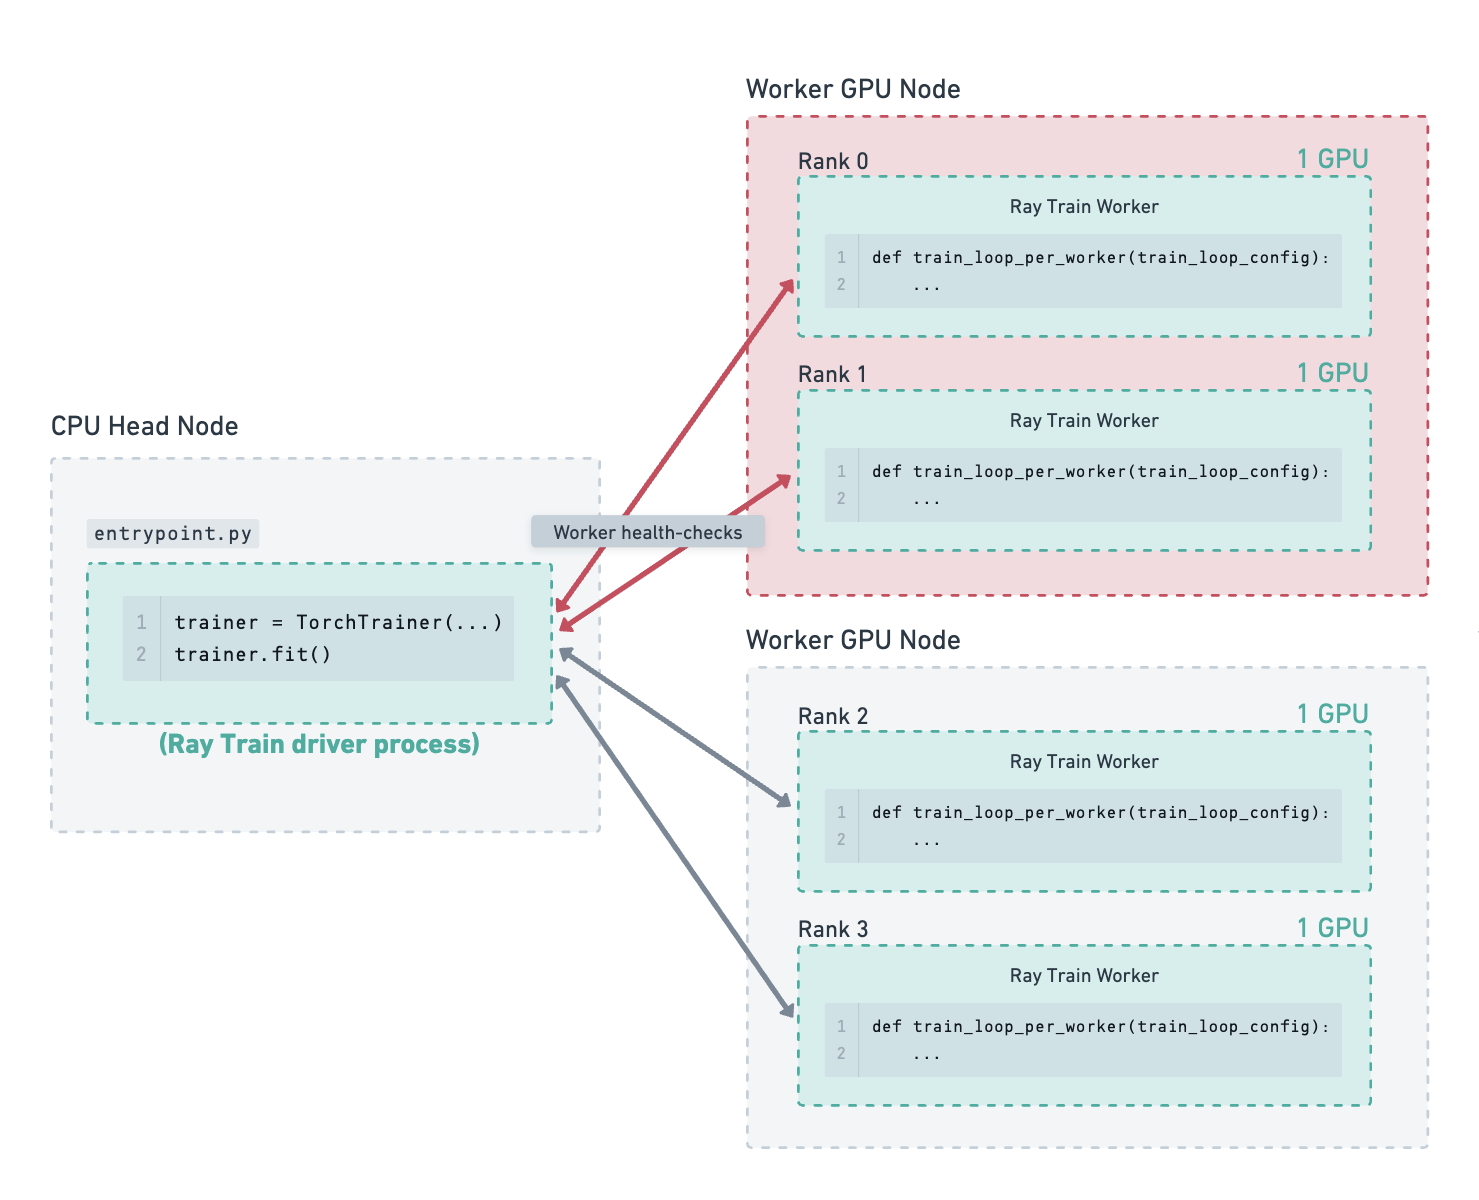 CPU Head Node
entrypoint.py
1 trainer = TorchTrainer(...)
2 trainer.fit()
(Ray Train driver process)
Worker health-checks
Worker GPU Node
Rank 0 1 GPU
Ray Train Worker
1 def train_loop_per_worker(train_loop_config):
2 ...
Rank 1 1 GPU
Ray Train Worker
1 def train_loop_per_worker(train_loop_config):
2 ...
Worker GPU Node
Rank 2 1 GPU
Ray Train Worker
1 def train_loop_per_worker(train_loop_config):
2 ...
Rank 3 1 GPU
Ray Train Worker
1 def train_loop_per_worker(train_loop_config):
2 ...